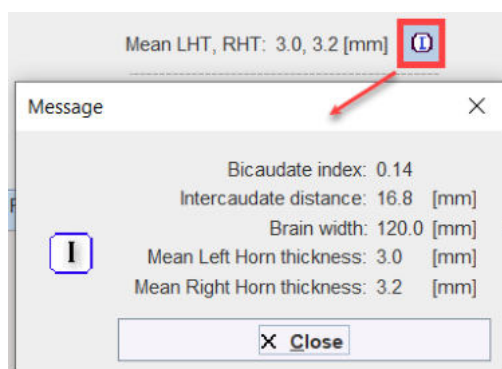 Mean LHT, RHT: 3.0, 3.2 [mm] I
Message
Bicaudate index: 0.14
Intercaudate distance: 16.8 [mm]
Brain width: 120.0 [mm]
I
Mean Left Horn thickness: 3.0 [mm]
Mean Right Horn thickness: 3.2 [mm]
X Close